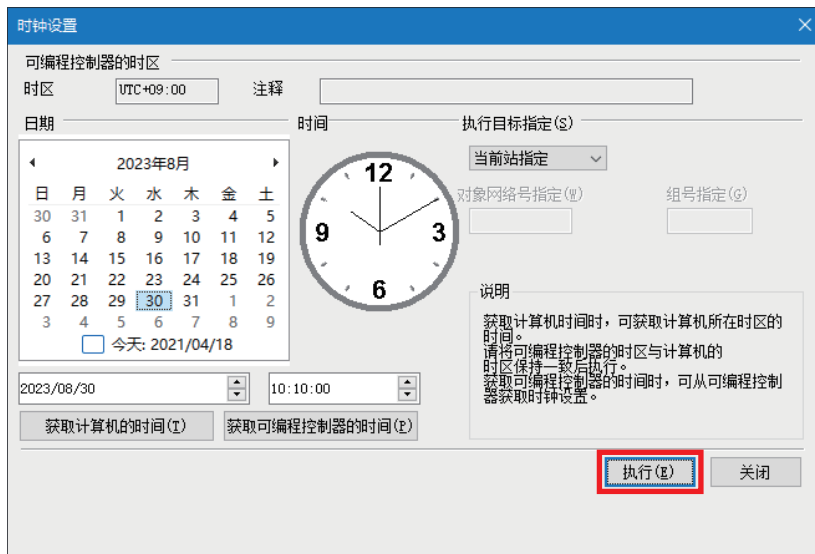 时钟设置
可编程控制器的时区
时区 UTC+09:00 注释
日期 时间 执行目标指定(S)
2023年8月 当前站指定
日 月 火 水 木 金 土
30 31 1 2 3 4 5
6 7 8 9 10 11 12
13 14 15 16 17 18 19
20 21 22 23 24 25 26
27 28 29 30 31 1 2
3 4 5 6 7 8 9
今天: 2021/04/18
12
9 3
6
对象网络号指定(W) 组号指定(G)
说明
获取计算机时间时，可获取计算机所在时区的
时间。
请将可编程控制器的时区与计算机的
时区保持一致后执行。
获取可编程控制器的时间时，可从可编程控制
器获取时钟设置。
2023/08/30 10:10:00
获取计算机的时间(T) 获取可编程控制器的时间(P)
执行(E) 关闭